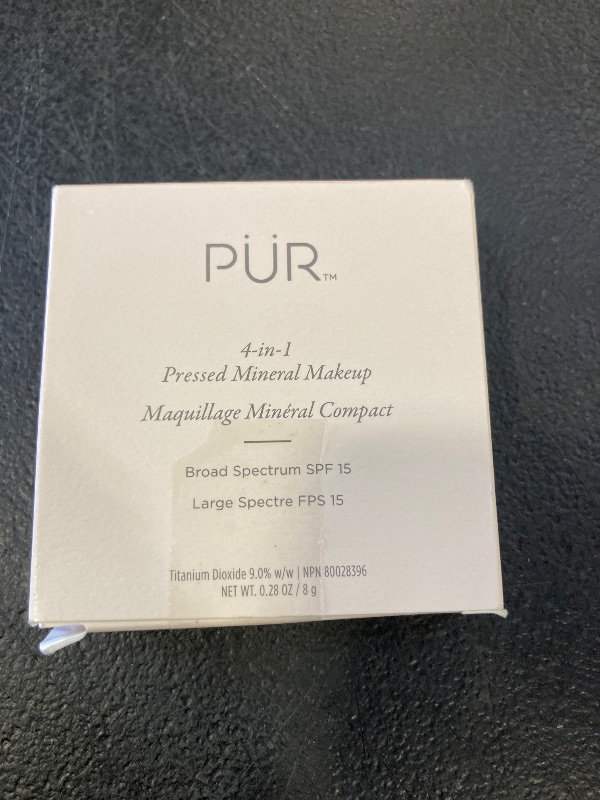 PÜR™
4-in-1
Pressed Mineral Makeup
Maquillage Minéral Compact
Broad Spectrum SPF 15
Large Spectre FPS 15
Titanium Dioxide 9.0% w/w | NPN 80028396
NET WT. 0.28 OZ / 8 g